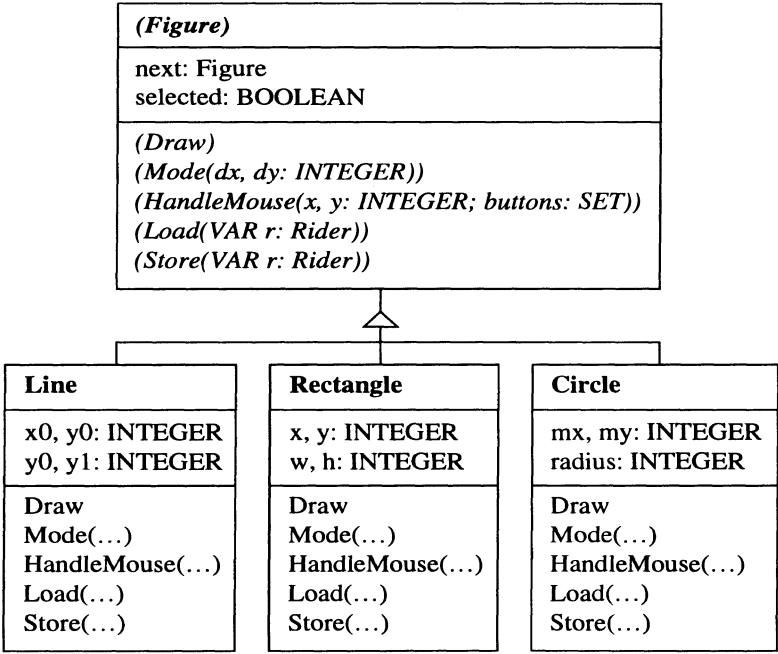 (Figure)
next: Figure
selected: BOOLEAN
(Draw)
(Mode(dx, dy: INTEGER))
(HandleMouse(x, y: INTEGER; buttons: SET))
(Load(VAR r: Rider))
(Store(VAR r: Rider))
Line
x0, y0: INTEGER
y0, y1: INTEGER
Draw
Mode(...)
HandleMouse(...)
Load(...)
Store(...)
Rectangle
x, y: INTEGER
w, h: INTEGER
Draw
Mode(...)
HandleMouse(...)
Load(...)
Store(...)
Circle
mx, my: INTEGER
radius: INTEGER
Draw
Mode(...)
HandleMouse(...)
Load(...)
Store(...)